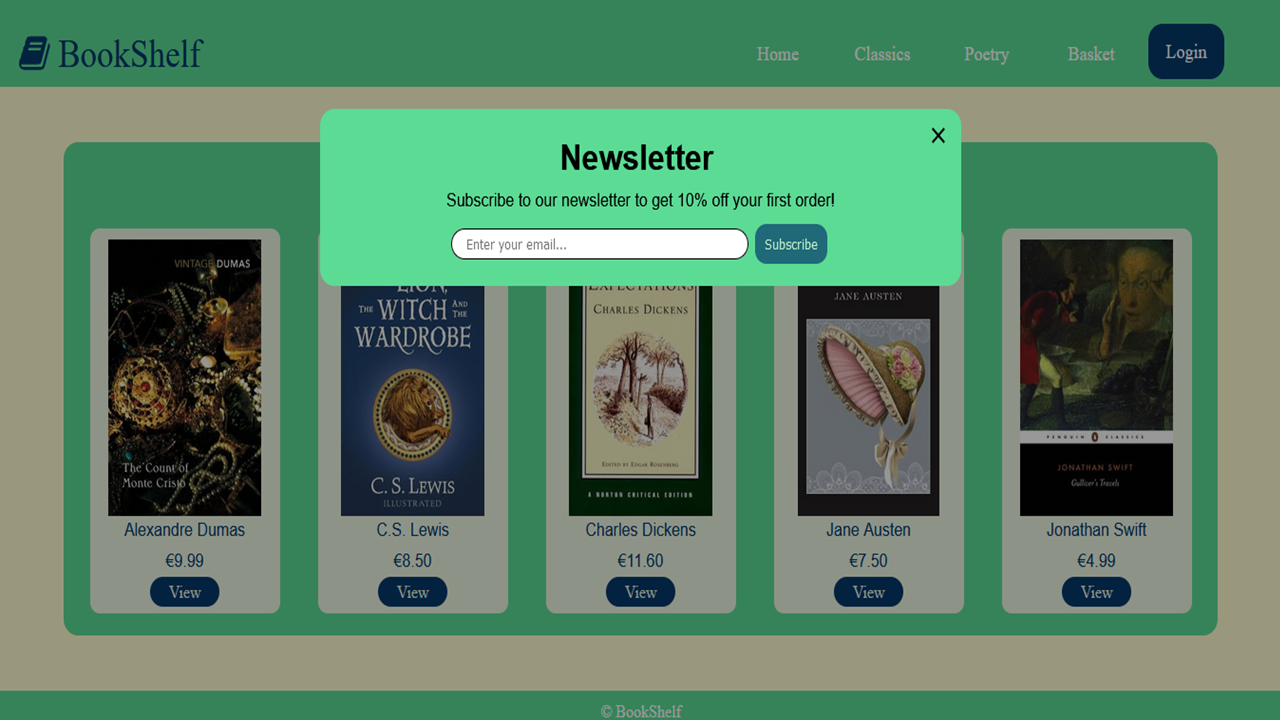 BookShelf
Home Classics Poetry Basket Login
Newsletter
X
Subscribe to our newsletter to get 10% off your first order!
Enter your email...
Subscribe
VINTAGE DUMAS
The Count of
Monte Cristo
Alexandre Dumas
€9.99
View
LION,
THE WITCH AND THE
WARDROBE
C. S. LEWIS
ILLUSTRATED
C.S. Lewis
€8.50
View
EXPECTATIONS
CHARLES DICKENS
EDITED BY EDGAR ROSENBERG
A NORTON CRITICAL EDITION
Charles Dickens
€11.60
View
JANE AUSTEN
Jane Austen
€7.50
View
PENGUIN CLASSICS
JONATHAN SWIFT
Gulliver's Travels
Jonathan Swift
€4.99
View
© BookShelf